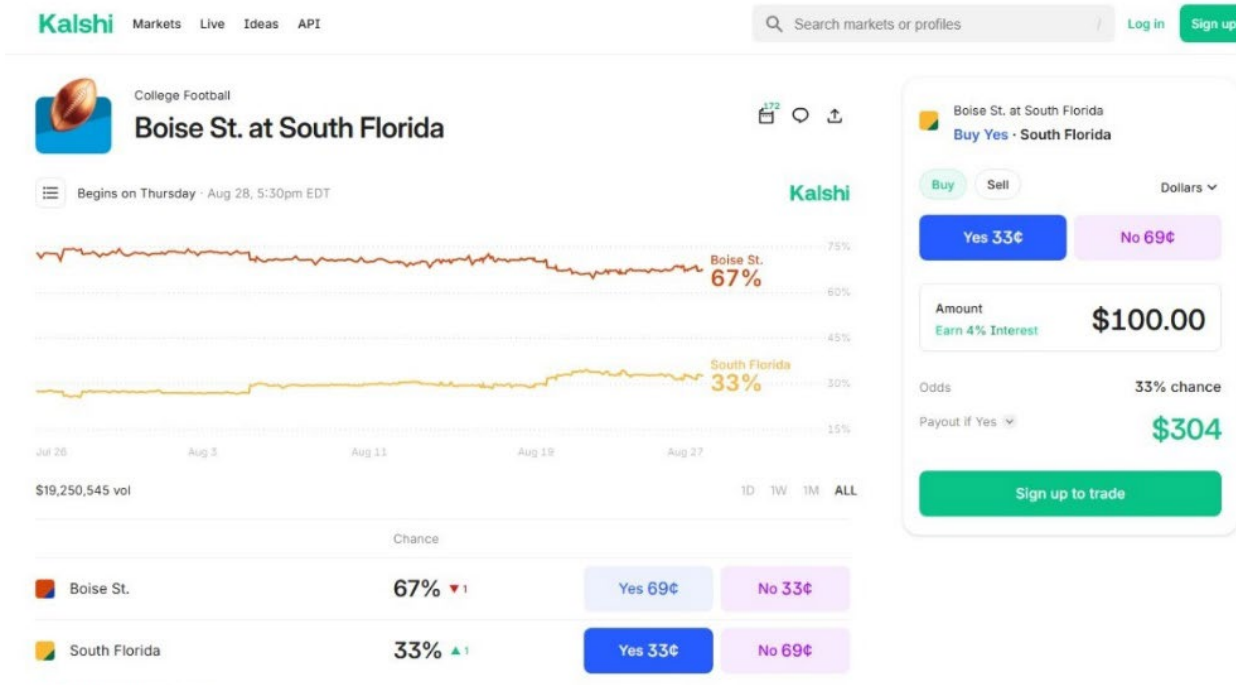 Kalshi Markets Live Ideas API Search markets or profiles / Log in Sign up
College Football
Boise St. at South Florida
172
Begins on Thursday · Aug 28, 5:30pm EDT
Kalshi
75%
60%
45%
30%
15%
Boise St.
67%
South Florida
33%
Jul 26 Aug 3 Aug 11 Aug 19 Aug 27
$19,250,545 vol
1D 1W 1M ALL
Chance
Boise St. 67% ▼ 1 Yes 69¢ No 33¢
South Florida 33% ▲ 1 Yes 33¢ No 69¢
Boise St. at South Florida
Buy Yes · South Florida
Buy Sell Dollars
Yes 33¢ No 69¢
Amount
Earn 4% Interest
$100.00
Odds 33% chance
Payout if Yes $304
Sign up to trade